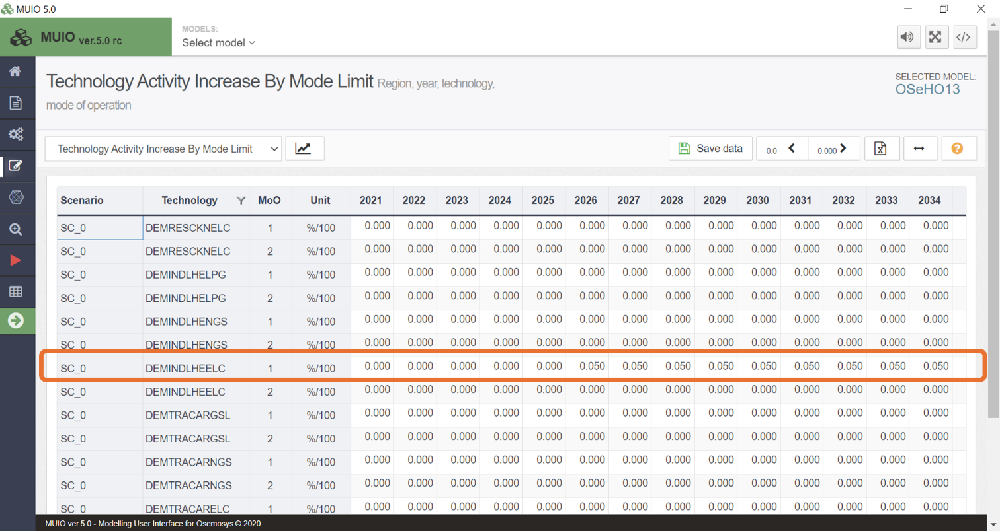 MUIO 5.0
MUIO ver.5.0 rc
MODELS:
Select model
Technology Activity Increase By Mode Limit Region, year, technology,
mode of operation
SELECTED MODEL:
OSeHO13
Technology Activity Increase By Mode Limit
Save data
0.0
0.000
Scenario Technology MoO Unit 2021 2022 2023 2024 2025 2026 2027 2028 2029 2030 2031 2032 2033 2034
SC_0 DEMRESCKNELC 1 %/100 0.000 0.000 0.000 0.000 0.000 0.000 0.000 0.000 0.000 0.000 0.000 0.000 0.000 0.000
SC_0 DEMRESCKNELC 2 %/100 0.000 0.000 0.000 0.000 0.000 0.000 0.000 0.000 0.000 0.000 0.000 0.000 0.000 0.000
SC_0 DEMINDLHELPG 1 %/100 0.000 0.000 0.000 0.000 0.000 0.000 0.000 0.000 0.000 0.000 0.000 0.000 0.000 0.000
SC_0 DEMINDLHELPG 2 %/100 0.000 0.000 0.000 0.000 0.000 0.000 0.000 0.000 0.000 0.000 0.000 0.000 0.000 0.000
SC_0 DEMINDLHENGS 1 %/100 0.000 0.000 0.000 0.000 0.000 0.000 0.000 0.000 0.000 0.000 0.000 0.000 0.000 0.000
SC_0 DEMINDLHENGS 2 %/100 0.000 0.000 0.000 0.000 0.000 0.000 0.000 0.000 0.000 0.000 0.000 0.000 0.000 0.000
SC_0 DEMINDLHEELC 1 %/100 0.000 0.000 0.000 0.000 0.000 0.050 0.050 0.050 0.050 0.050 0.050 0.050 0.050 0.050
SC_0 DEMINDLHEELC 2 %/100 0.000 0.000 0.000 0.000 0.000 0.000 0.000 0.000 0.000 0.000 0.000 0.000 0.000 0.000
SC_0 DEMTRACARGSL 1 %/100 0.000 0.000 0.000 0.000 0.000 0.000 0.000 0.000 0.000 0.000 0.000 0.000 0.000 0.000
SC_0 DEMTRACARGSL 2 %/100 0.000 0.000 0.000 0.000 0.000 0.000 0.000 0.000 0.000 0.000 0.000 0.000 0.000 0.000
SC_0 DEMTRACARNGS 1 %/100 0.000 0.000 0.000 0.000 0.000 0.000 0.000 0.000 0.000 0.000 0.000 0.000 0.000 0.000
SC_0 DEMTRACARNGS 2 %/100 0.000 0.000 0.000 0.000 0.000 0.000 0.000 0.000 0.000 0.000 0.000 0.000 0.000 0.000
SC_0 DEMTRACARELC 1 %/100 0.000 0.000 0.000 0.000 0.000 0.000 0.000 0.000 0.000 0.000 0.000 0.000 0.000 0.000
MUIO ver.5.0 - Modelling User Interface for Osemosys © 2020